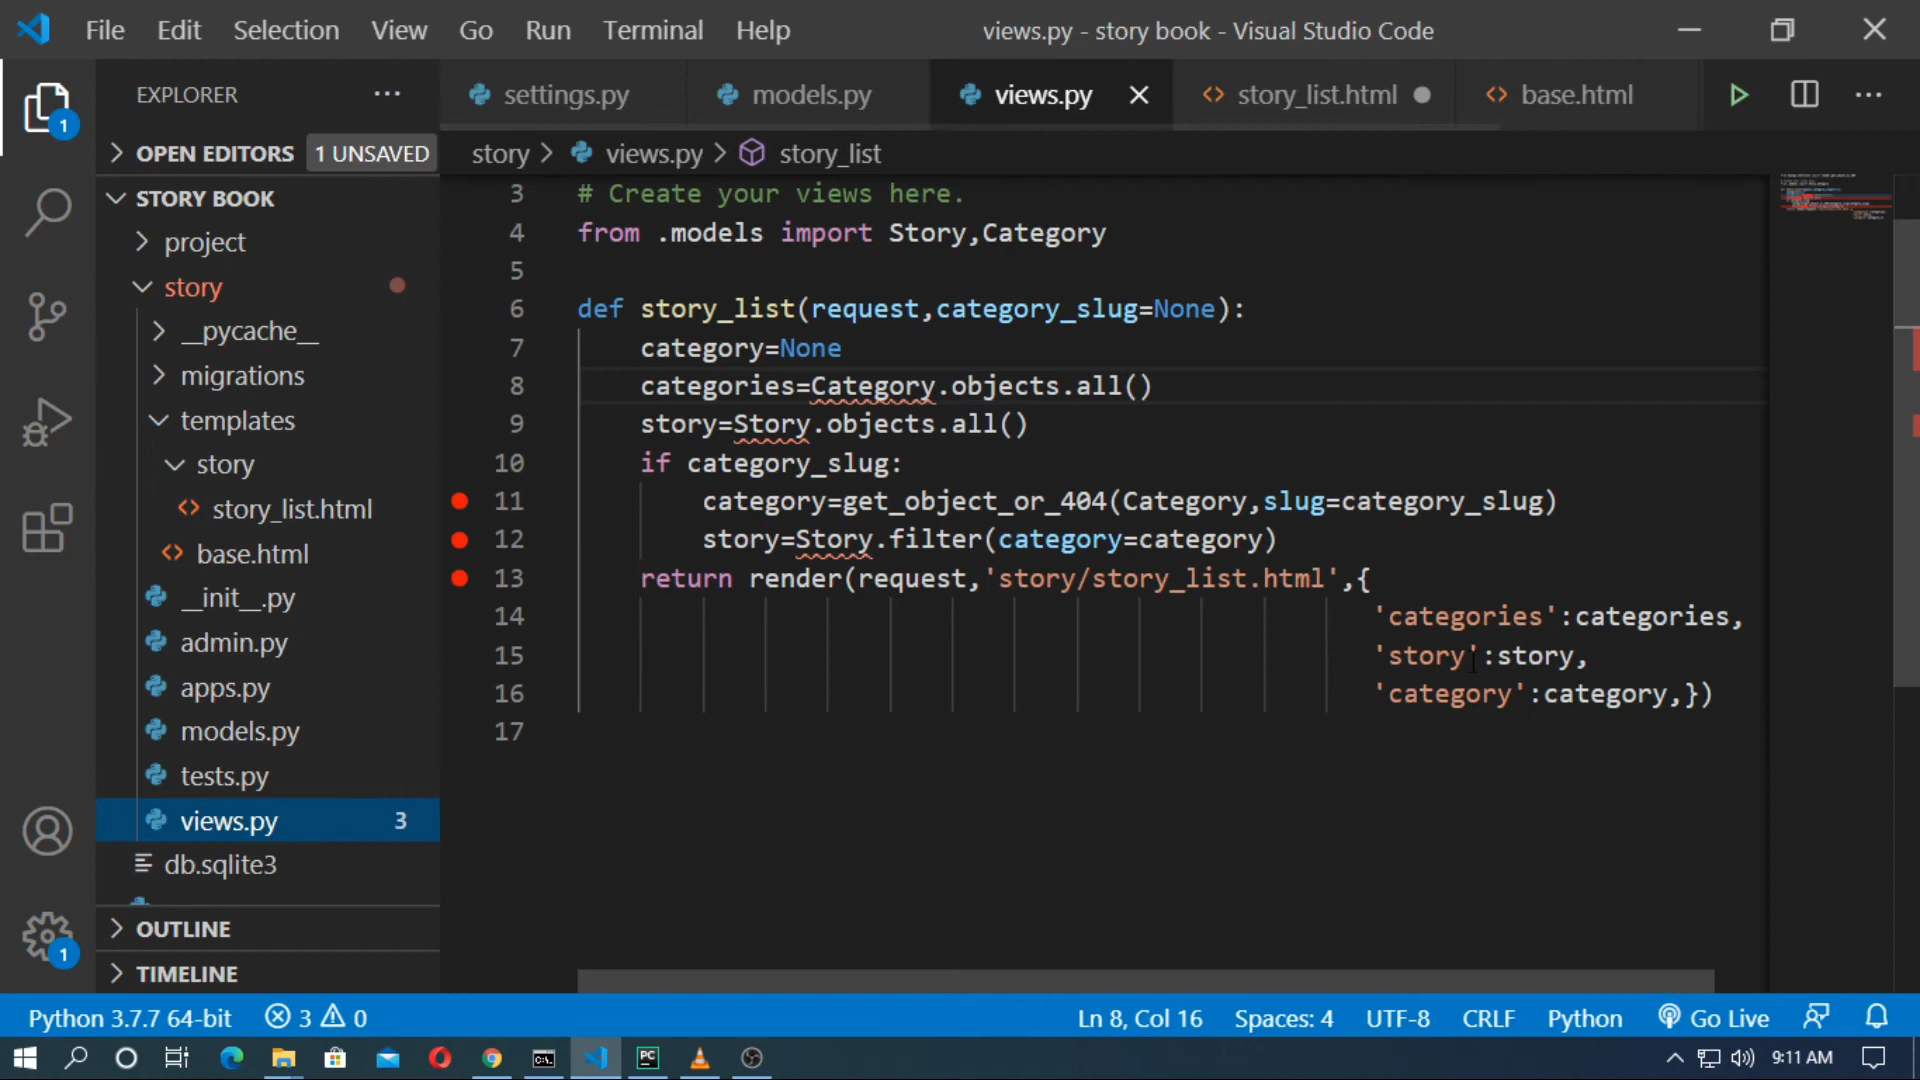 File Edit Selection View Go Run Terminal Help views.py - story book - Visual Studio Code
EXPLORER ··· settings.py models.py views.py story_list.html base.html ···
OPEN EDITORS 1 UNSAVED
story > views.py > story_list
STORY BOOK
project
story
__pycache__
migrations
templates
story
story_list.html
base.html
__init__.py
admin.py
apps.py
models.py
tests.py
views.py 3
db.sqlite3
OUTLINE
TIMELINE
1
1
3 # Create your views here.
4 from .models import Story,Category
5
6 def story_list(request,category_slug=None):
7 category=None
8 categories=Category.objects.all()
9 story=Story.objects.all()
10 if category_slug:
11 category=get_object_or_404(Category,slug=category_slug)
12 story=Story.filter(category=category)
13 return render(request,'story/story_list.html',{
14 'categories':categories,
15 'story':story,
16 'category':category,})
17
Python 3.7.7 64-bit 3 0 Ln 8, Col 16 Spaces: 4 UTF-8 CRLF Python Go Live
PC 9:11 AM